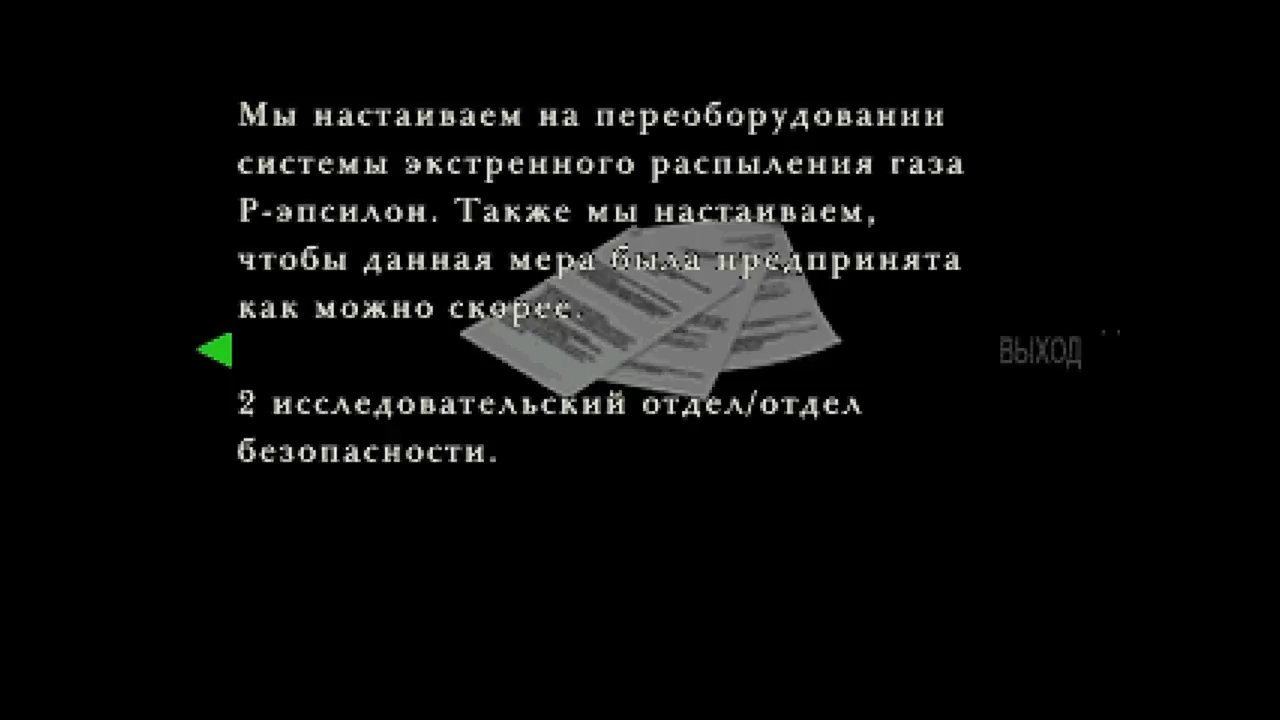 Мы настаиваем на переоборудовании
системы экстренного распыления газа
Р-эпсилон. Также мы настаиваем,
чтобы данная мера была предпринята
как можно скорее.
ВЫХОД
2 исследовательский отдел/отдел
безопасности.